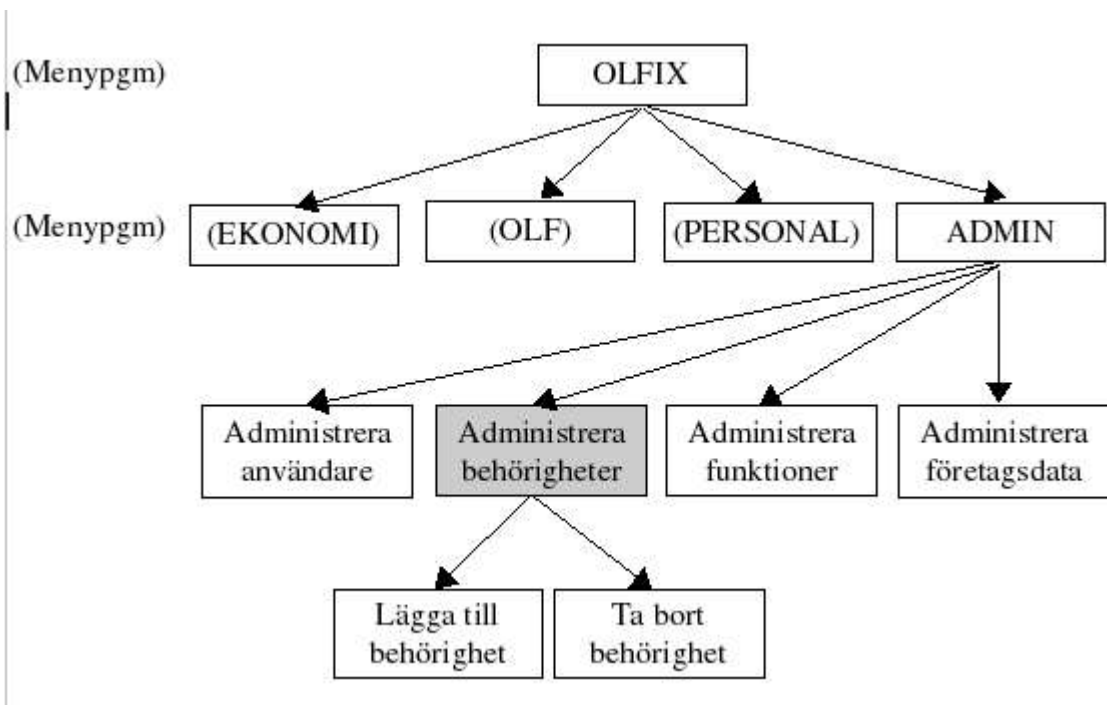 (Menypgm) OLFIX
(Menypgm) (EKONOMI) (OLF) (PERSONAL) ADMIN
Administrera
användare
Administrera
behörigheter
Administrera
funktioner
Administrera
företagsdata
Lägga till
behörighet
Ta bort
behörighet